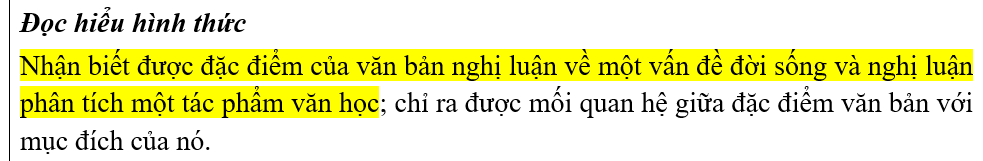 Đọc hiểu hình thức
Nhận biết được đặc điểm của văn bản nghị luận về một vấn đề đời sống và nghị luận
phân tích một tác phẩm văn học; chỉ ra được mối quan hệ giữa đặc điểm văn bản với
mục đích của nó.